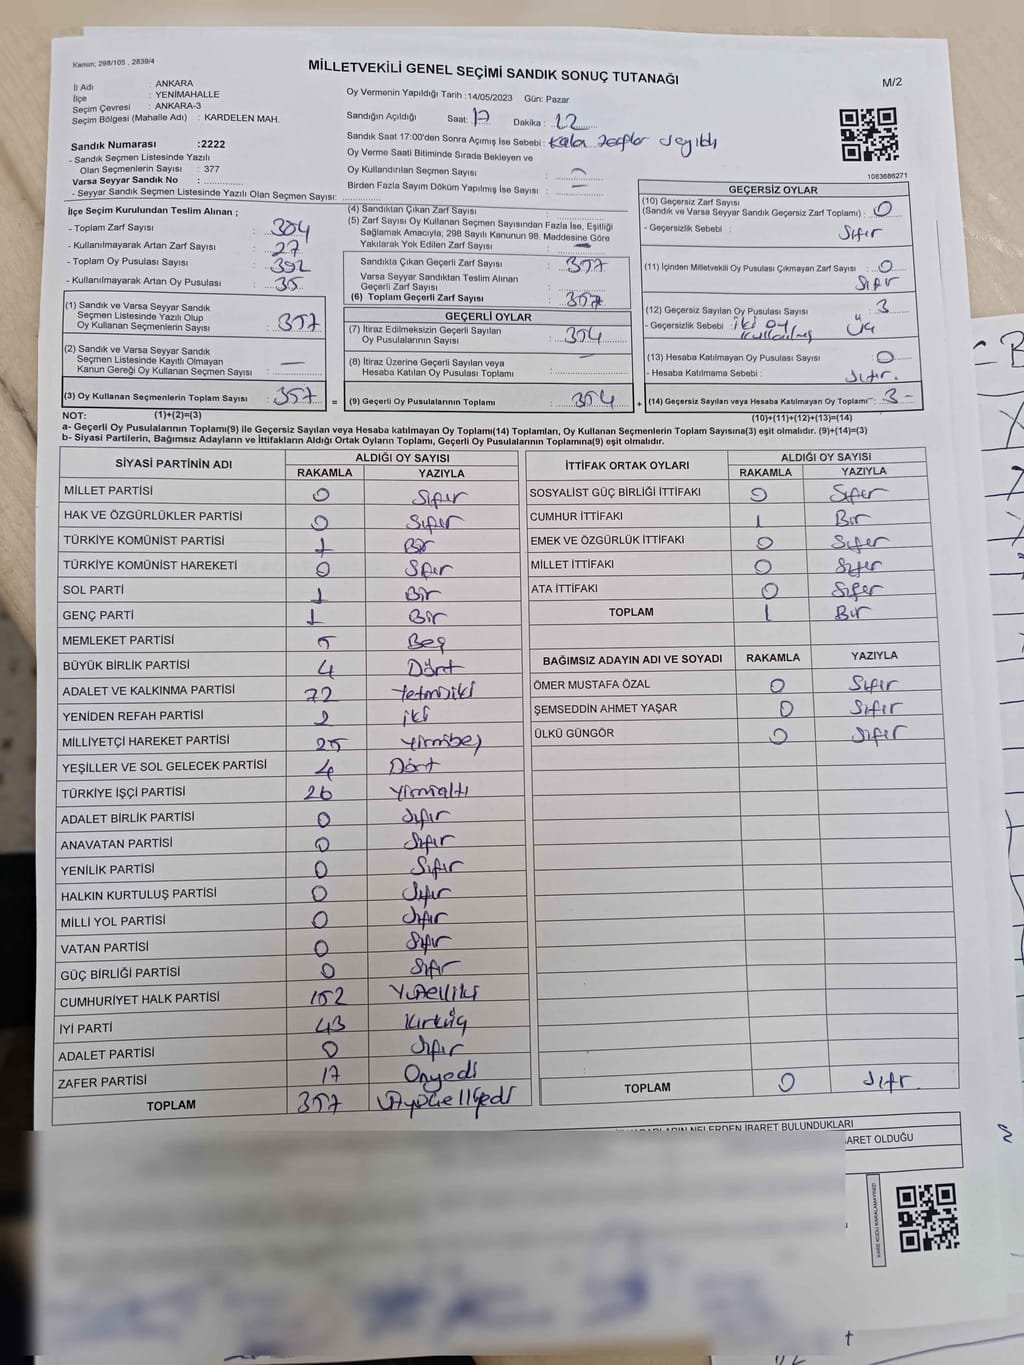 Kanun; 298/105 , 2839/4
MİLLETVEKİLİ GENEL SEÇİMİ SANDIK SONUÇ TUTANAĞI
M/2
İl Adı : ANKARA
İlçe : YENİMAHALLE
Seçim Çevresi : ANKARA-3
Seçim Bölgesi (Mahalle Adı) : KARDELEN MAH.
Sandık Numarası :2222
- Sandık Seçmen Listesinde Yazılı
Olan Seçmenlerin Sayısı : 377
Varsa Seyyar Sandık No :
- Seyyar Sandık Seçmen Listesinde Yazılı Olan Seçmen Sayısı:
Oy Vermenin Yapıldığı Tarih :14/05/2023 Gün: Pazar
Sandığın Açıldığı Saat: 17 Dakika : 22
Sandık Saat 17:00'den Sonra Açımış İse Sebebi : Kalan zarflar sayıldı
Oy Verme Saati Bitiminde Sırada Bekleyen ve
Oy Kullandırılan Seçmen Sayısı : -
Birden Fazla Sayım Döküm Yapılmış İse Sayısı : -
1083686271
İlçe Seçim Kurulundan Teslim Alınan ;
- Toplam Zarf Sayısı : 384
- Kullanılmayarak Artan Zarf Sayısı : 27
- Toplam Oy Pusulası Sayısı : 392
- Kullanılmayarak Artan Oy Pusulası : 35
(1) Sandık ve Varsa Seyyar Sandık
Seçmen Listesinde Yazılı Olup
Oy Kullanan Seçmenlerin Sayısı : 357
(2) Sandık ve Varsa Seyyar Sandık
Seçmen Listesinde Kayıtlı Olmayan
Kanun Gereği Oy Kullanan Seçmen Sayısı : —
(3) Oy Kullanan Seçmenlerin Toplam Sayısı : 357 =
(4) Sandıktan Çıkan Zarf Sayısı :
(5) Zarf Sayısı Oy Kullanan Seçmen Sayısından Fazla İse, Eşitliği
Sağlamak Amacıyla; 298 Sayılı Kanunun 98. Maddesine Göre
Yakılarak Yok Edilen Zarf Sayısı : —
Sandıkta Çıkan Geçerli Zarf Sayısı : 357
Varsa Seyyar Sandıktan Teslim Alınan
Geçerli Zarf Sayısı :
(6) Toplam Geçerli Zarf Sayısı : 357
GEÇERLİ OYLAR
(7) İtiraz Edilmeksizin Geçerli Sayılan
Oy Pusulalarının Sayısı : 354
(8) İtiraz Üzerine Geçerli Sayılan veya
Hesaba Katılan Oy Pusulası Toplamı : —
(9) Geçerli Oy Pusulalarının Toplamı : 354 +
GEÇERSİZ OYLAR
(10) Geçersiz Zarf Sayısı
(Sandık ve Varsa Seyyar Sandık Geçersiz Zarf Toplamı) : 0
- Geçersizlik Sebebi : Sıfır
(11) İçinden Milletvekili Oy Pusulası Çıkmayan Zarf Sayısı : 0
Sıfır
(12) Geçersiz Sayılan Oy Pusulası Sayısı : 3
- Geçersizlik Sebebi : iki oy kullanılmış Üç
(13) Hesaba Katılmayan Oy Pusulası Sayısı : 0
- Hesaba Katılmama Sebebi : Sıfır.
(14) Geçersiz Sayılan veya Hesaba Katılmayan Oy Toplamı : 3 -
NOT: (1)+(2)=(3) (10)+(11)+(12)+(13)=(14)
a- Geçerli Oy Pusulalarının Toplamı(9) ile Geçersiz Sayılan veya Hesaba katılmayan Oy Toplamı(14) Toplamları, Oy Kullanan Seçmenlerin Toplam Sayısına(3) eşit olmalıdır. (9)+(14)=(3)
b- Siyasi Partilerin, Bağımsız Adayların ve İttifakların Aldığı Ortak Oyların Toplamı, Geçerli Oy Pusulalarının Toplamına(9) eşit olmalıdır.
SİYASİ PARTİNİN ADI ALDIĞI OY SAYISI
RAKAMLA YAZIYLA
MİLLET PARTİSİ 0 Sıfır
HAK VE ÖZGÜRLÜKLER PARTİSİ 0 Sıfır
TÜRKİYE KOMÜNİST PARTİSİ 1 Bir
TÜRKİYE KOMÜNİST HAREKETİ 0 Sıfır
SOL PARTİ 1 Bir
GENÇ PARTİ 1 Bir
MEMLEKET PARTİSİ 5 Beş
BÜYÜK BİRLİK PARTİSİ 4 Dört
ADALET VE KALKINMA PARTİSİ 72 Yetmişiki
YENİDEN REFAH PARTİSİ 2 iki
MİLLİYETÇİ HAREKET PARTİSİ 25 Yirmibeş
YEŞİLLER VE SOL GELECEK PARTİSİ 4 Dört
TÜRKİYE İŞÇİ PARTİSİ 26 Yirmialtı
ADALET BİRLİK PARTİSİ 0 Sıfır
ANAVATAN PARTİSİ 0 Sıfır
YENİLİK PARTİSİ 0 Sıfır
HALKIN KURTULUŞ PARTİSİ 0 Sıfır
MİLLİ YOL PARTİSİ 0 Sıfır
VATAN PARTİSİ 0 Sıfır
GÜÇ BİRLİĞİ PARTİSİ 0 Sıfır
CUMHURİYET HALK PARTİSİ 152 Yüzelliiki
İYİ PARTİ 43 Kırküç
ADALET PARTİSİ 0 Sıfır
ZAFER PARTİSİ 17 Onyedi
TOPLAM 357 Üçyüzelliyedi
İTTİFAK ORTAK OYLARI ALDIĞI OY SAYISI
RAKAMLA YAZIYLA
SOSYALİST GÜÇ BİRLİĞİ İTTİFAKI 0 Sıfır
CUMHUR İTTİFAKI 1 Bir
EMEK VE ÖZGÜRLÜK İTTİFAKI 0 Sıfır
MİLLET İTTİFAKI 0 Sıfır
ATA İTTİFAKI 0 Sıfır
TOPLAM 1 Bir
BAĞIMSIZ ADAYIN ADI VE SOYADI RAKAMLA YAZIYLA
ÖMER MUSTAFA ÖZAL 0 Sıfır
ŞEMSEDDİN AHMET YAŞAR 0 Sıfır
ÜLKÜ GÜNGÖR 0 Sıfır
TOPLAM 0 Sıfır
NELERDEN İBARET BULUNDUKLARI
BARET OLDUĞU
KARE KODU KARALAMAYINIZ!